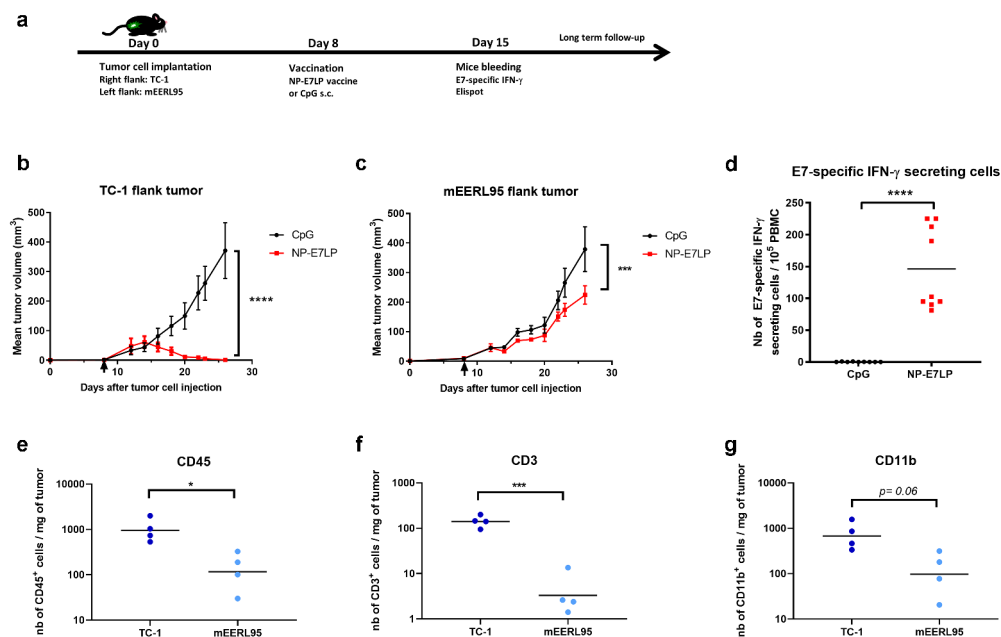 a
Day 0
Day 8
Day 15
Long term follow-up
Tumor cell implantation
Right flank: TC-1
Left flank: mEERL95
Vaccination
NP-E7LP vaccine
or CpG s.c.
Mice bleeding
E7-specific IFN-γ
Elispot
b
TC-1 flank tumor
Mean tumor volume (mm³)
500
400
300
200
100
0
0
10
20
30
Days after tumor cell injection
CpG
NP-E7LP
****
c
mEERL95 flank tumor
Mean tumor volume (mm³)
500
400
300
200
100
0
0
10
20
30
Days after tumor cell injection
CpG
NP-E7LP
***
d
E7-specific IFN-γ secreting cells
Nb of E7-specific IFN-γ
secreting cells / 10⁵ PBMC
250
200
150
100
50
0
****
CpG
NP-E7LP
e
CD45
nb of CD45⁺ cells / mg of tumor
10000
1000
100
10
*
TC-1
mEERL95
f
CD3
nb of CD3⁺ cells / mg of tumor
1000
100
10
1
***
TC-1
mEERL95
g
CD11b
nb of CD11b⁺ cells / mg of tumor
10000
1000
100
10
p= 0.06
TC-1
mEERL95